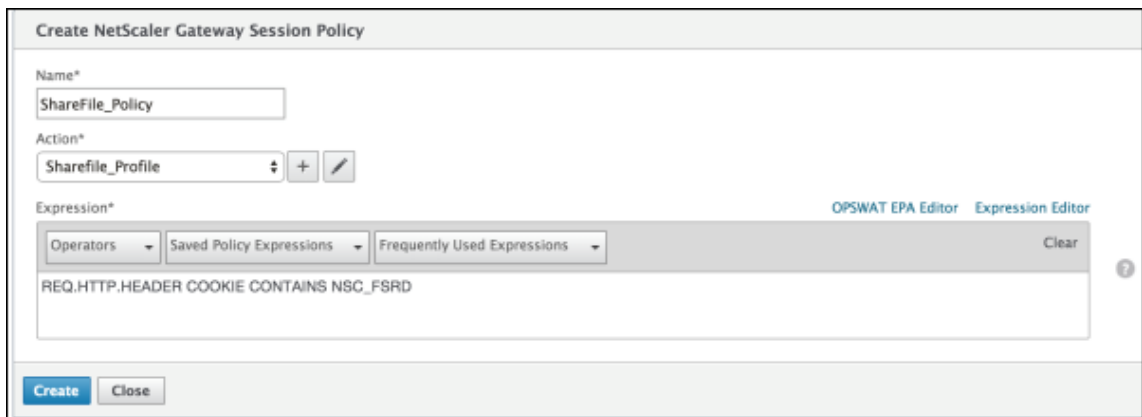 Create NetScaler Gateway Session Policy
Name*
ShareFile_Policy
Action*
Sharefile_Profile +
Expression* OPSWAT EPA Editor Expression Editor
Operators Saved Policy Expressions Frequently Used Expressions Clear
?
REQ.HTTP.HEADER COOKIE CONTAINS NSC_FSRD
Create Close